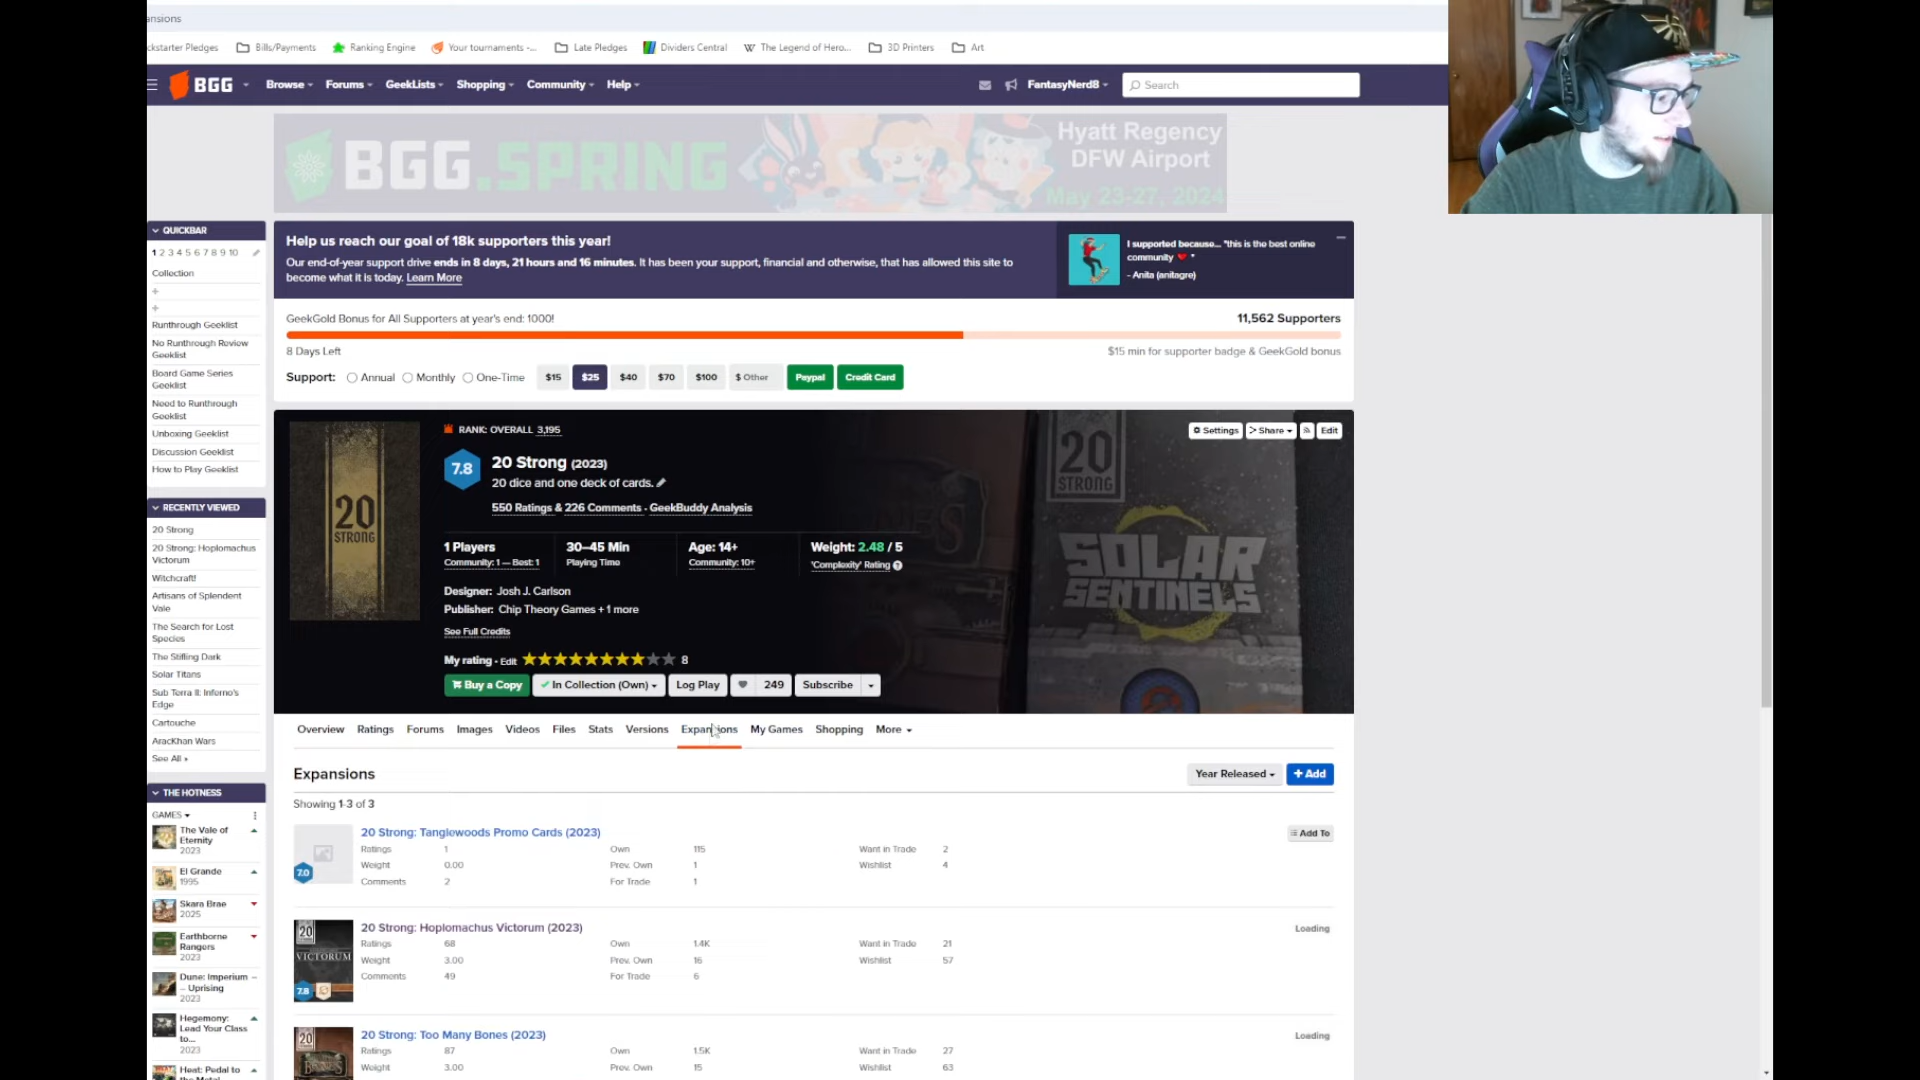 ansions
ckstarter Pledges
Bills/Payments
Ranking Engine
Your tournaments -...
Late Pledges
Dividers Central
W The Legend of Hero...
3D Printers
Art
BGG
Browse
Forums
GeekLists
Shopping
Community
Help
FantasyNerd8
Search
BGG.SPRING
Hyatt Regency
DFW Airport
May 23-27, 2024
QUICKBAR
1 2 3 4 5 6 7 8 9 10
Collection
+
+
Runthrough Geeklist
No Runthrough Review
Geeklist
Board Game Series
Geeklist
Need to Runthrough
Geeklist
Unboxing Geeklist
Discussion Geeklist
How to Play Geeklist
RECENTLY VIEWED
20 Strong
20 Strong: Hoplomachus
Victorum
Witchcraft!
Artisans of Splendent
Vale
The Search for Lost
Species
The Stifling Dark
Solar Titans
Sub Terra II: Inferno's
Edge
Cartouche
AracKhan Wars
See All »
THE HOTNESS
GAMES
The Vale of
Eternity
2023
El Grande
1995
Skara Brae
2025
Earthborne
Rangers
2023
Dune: Imperium
– Uprising
2023
Hegemony:
Lead Your Class
to...
2023
Heat: Pedal to
the Metal
Help us reach our goal of 18k supporters this year!
Our end-of-year support drive ends in 8 days, 21 hours and 16 minutes. It has been your support, financial and otherwise, that has allowed this site to
become what it is today. Learn More
I supported because... "this is the best online
community ❤ "
- Anita (anitagre)
GeekGold Bonus for All Supporters at year's end: 1000!
11,562 Supporters
8 Days Left
$15 min for supporter badge & GeekGold bonus
Support:
Annual
Monthly
One-Time
$15
$25
$40
$70
$100
$ Other
Paypal
Credit Card
20
STRONG
RANK: OVERALL 3,195
Settings
Share
Edit
7.8
20 Strong (2023)
20 dice and one deck of cards.
550 Ratings & 226 Comments · GeekBuddy Analysis
1 Players
Community: 1 — Best: 1
30–45 Min
Playing Time
Age: 14+
Community: 10+
Weight: 2.48 / 5
'Complexity' Rating
Designer: Josh J. Carlson
Publisher: Chip Theory Games + 1 more
See Full Credits
My rating · Edit
8
Buy a Copy
In Collection (Own)
Log Play
249
Subscribe
20
STRONG
SOLAR
SENTINELS
Overview
Ratings
Forums
Images
Videos
Files
Stats
Versions
Expansions
My Games
Shopping
More
Expansions
Year Released
+ Add
Showing 1-3 of 3
7.0
20 Strong: Tanglewoods Promo Cards (2023)
Add To
Ratings 1 Own 115 Want in Trade 2
Weight 0.00 Prev. Own 1 Wishlist 4
Comments 2 For Trade 1
20
VICTORUM
7.8
20 Strong: Hoplomachus Victorum (2023)
Loading
Ratings 68 Own 1.4K Want in Trade 21
Weight 3.00 Prev. Own 16 Wishlist 57
Comments 49 For Trade 6
20
20 Strong: Too Many Bones (2023)
Loading
Ratings 87 Own 1.5K Want in Trade 27
Weight 3.00 Prev. Own 15 Wishlist 63